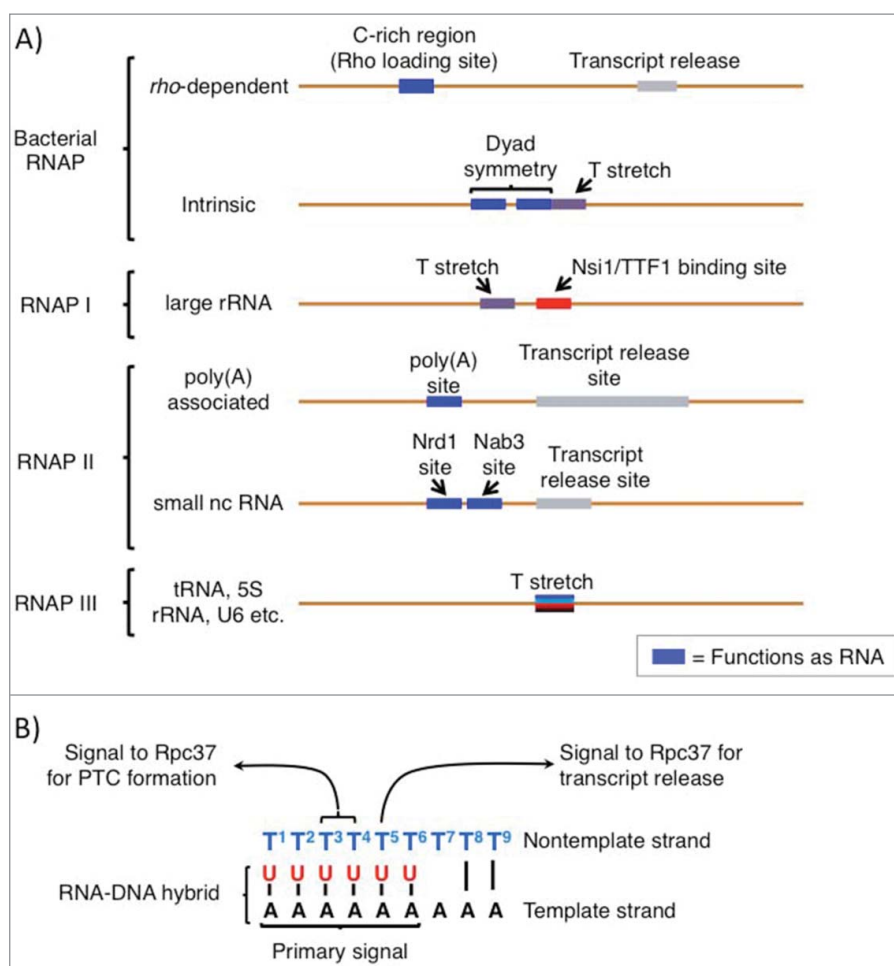 A)
C-rich region
(Rho loading site)
Transcript release
Bacterial
RNAP
rho-dependent
Dyad
symmetry
T stretch
Intrinsic
RNAP I
large rRNA
T stretch
Nsi1/TTF1 binding site
RNAP II
poly(A)
associated
poly(A)
site
Transcript release
site
small nc RNA
Nrd1
site
Nab3
site
Transcript
release site
RNAP III
tRNA, 5S
rRNA, U6 etc.
T stretch
= Functions as RNA
B)
Signal to Rpc37
for PTC formation
Signal to Rpc37 for
transcript release
T1 T2 T3 T4 T5 T6 T7 T8 T9 Nontemplate strand
RNA-DNA hybrid
U U U U U U
A A A A A A A A A Template strand
Primary signal